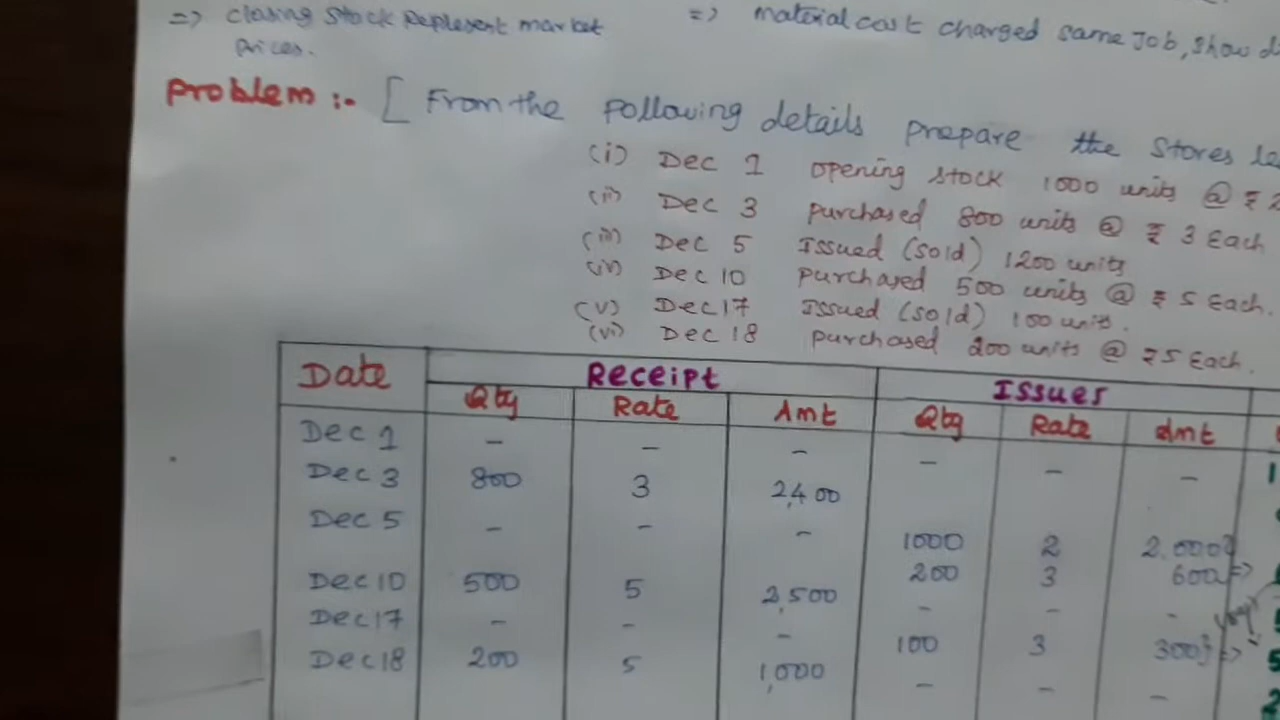 => closing stock Replesent market
prices.
=> material cost charged same Job, show
Problem :- [ From the following details prepare the Stores
(i) Dec 1 opening stock 1000 units @ ₹
(ii) Dec 3 purchased 800 units @ ₹ 3 Each
(iii) Dec 5 Issued (sold) 1200 units
(iv) Dec 10 purchased 500 units @ ₹ 5 Each.
(v) Dec 17 Issued (sold) 100 units.
(vi) Dec 18 purchased 200 units @ ₹5 Each.
Date Receipt Issues
Qty Rate Amt Qty Rate Amt
Dec 1 - - - - - -
Dec 3 800 3 2,400
Dec 5 - - - 1000 2 2,000}
200 3 600} =>
Dec 10 500 5 2,500 - - -
Dec 17 - - - 100 3 300} =>
Dec 18 200 5 1,000 - - -